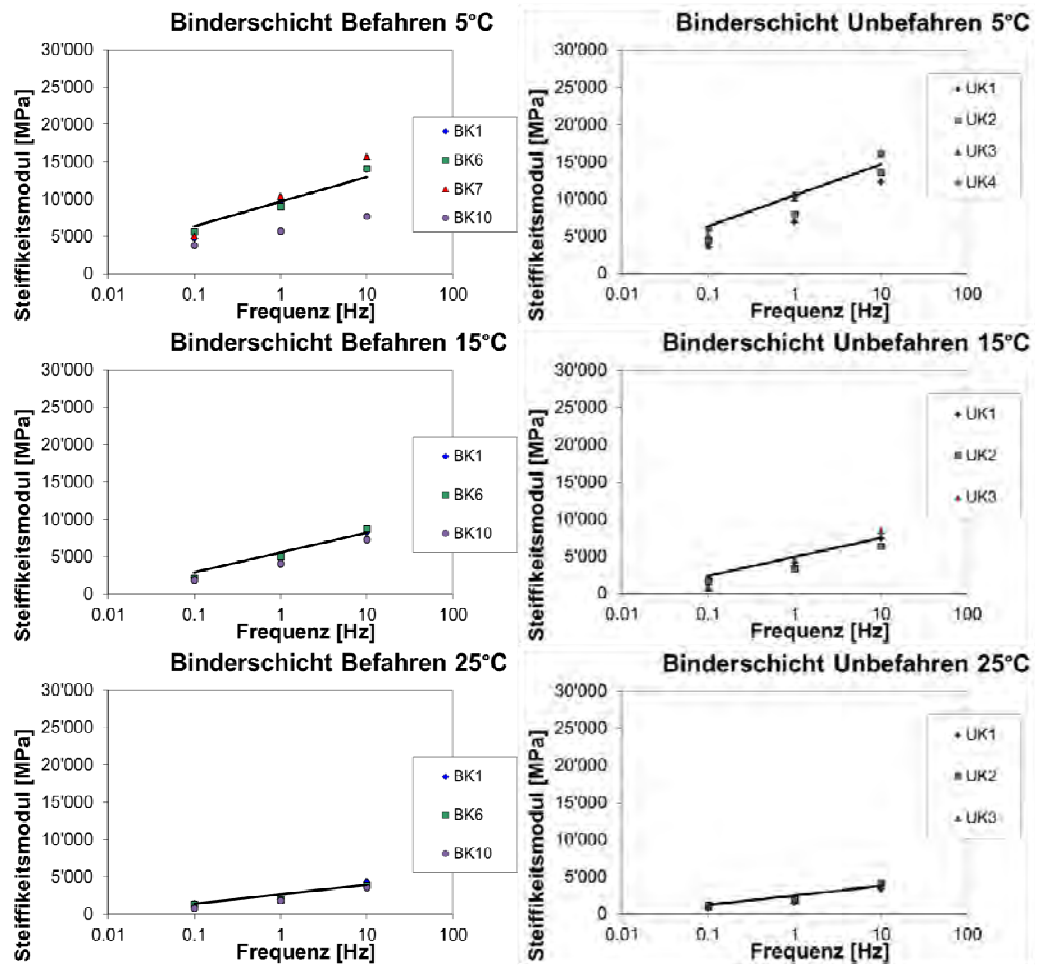 Binderschicht Befahren 5°C
Steiffikeitsmodul [MPa]
30'000
25'000
20'000
15'000
10'000
5'000
0
0.01
0.1
1
10
100
Frequenz [Hz]
BK1
BK6
BK7
BK10
Binderschicht Unbefahren 5°C
Steiffikeitsmodul [MPa]
30'000
25'000
20'000
15'000
10'000
5'000
0
0.01
0.1
1
10
100
Frequenz [Hz]
UK1
UK2
UK3
UK4
Binderschicht Befahren 15°C
Steiffikeitsmodul [MPa]
30'000
25'000
20'000
15'000
10'000
5'000
0
0.01
0.1
1
10
100
Frequenz [Hz]
BK1
BK6
BK10
Binderschicht Unbefahren 15°C
Steiffikeitsmodul [MPa]
30'000
25'000
20'000
15'000
10'000
5'000
0
0.01
0.1
1
10
100
Frequenz [Hz]
UK1
UK2
UK3
Binderschicht Befahren 25°C
Steiffikeitsmodul [MPa]
30'000
25'000
20'000
15'000
10'000
5'000
0
0.01
0.1
1
10
100
Frequenz [Hz]
BK1
BK6
BK10
Binderschicht Unbefahren 25°C
Steiffikeitsmodul [MPa]
30'000
25'000
20'000
15'000
10'000
5'000
0
0.01
0.1
1
10
100
Frequenz [Hz]
UK1
UK2
UK3